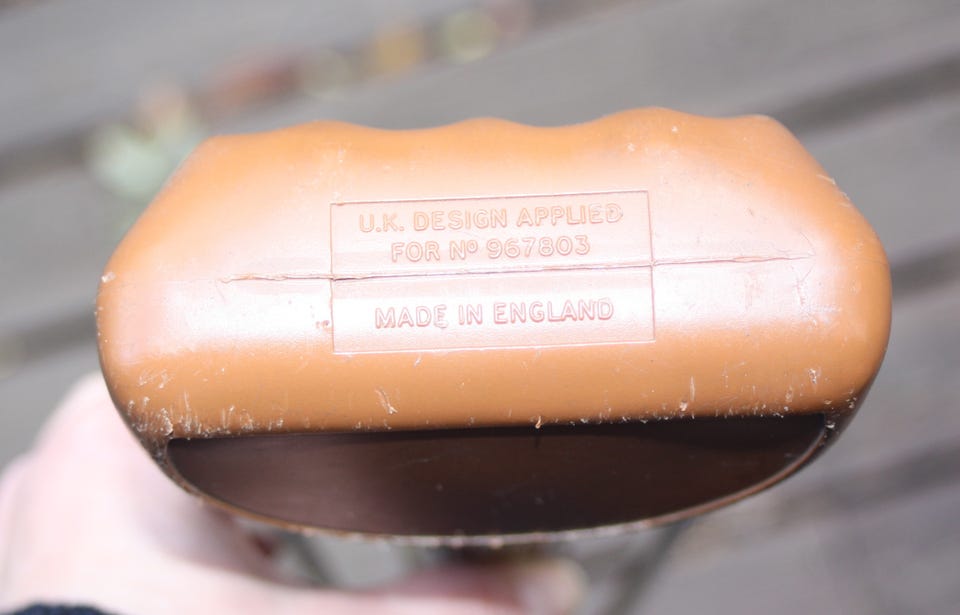 U.K. DESIGN APPLIED
FOR Nº 967803
MADE IN ENGLAND